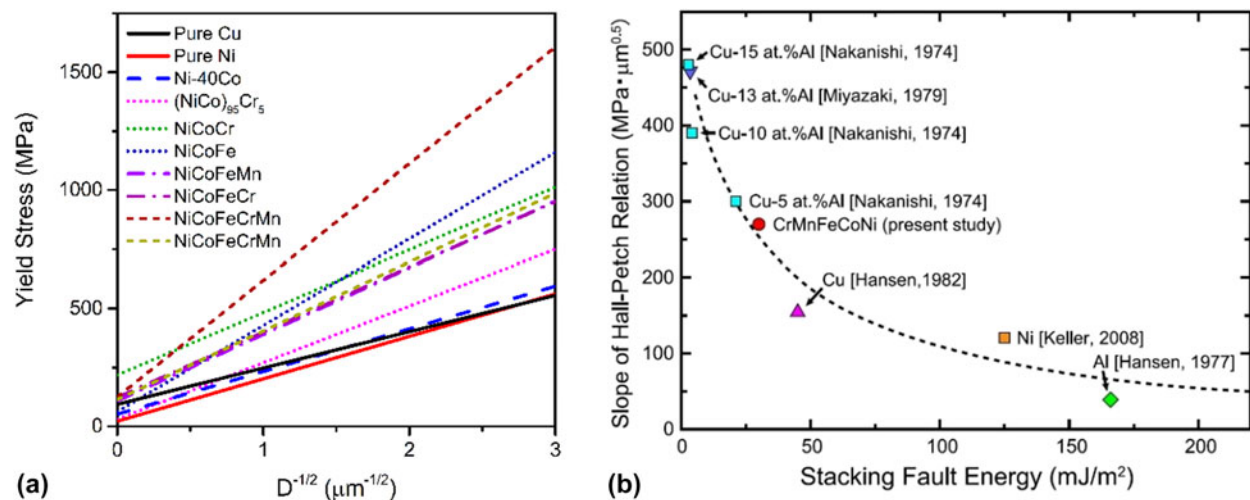 Yield Stress (MPa)
1500
1000
500
0
Pure Cu
Pure Ni
Ni-40Co
(NiCo)₉₅Cr₅
NiCoCr
NiCoFe
NiCoFeMn
NiCoFeCr
NiCoFeCrMn
NiCoFeCrMn
0 1 2 3
D⁻¹/² (μm⁻¹/²)
(a)
Slope of Hall-Petch Relation (MPa·μm⁰·⁵)
500
400
300
200
100
0
Cu-15 at.%Al [Nakanishi, 1974]
Cu-13 at.%Al [Miyazaki, 1979]
Cu-10 at.%Al [Nakanishi, 1974]
Cu-5 at.%Al [Nakanishi, 1974]
CrMnFeCoNi (present study)
Cu [Hansen,1982]
Ni [Keller, 2008]
Al [Hansen, 1977]
0 50 100 150 200
Stacking Fault Energy (mJ/m²)
(b)